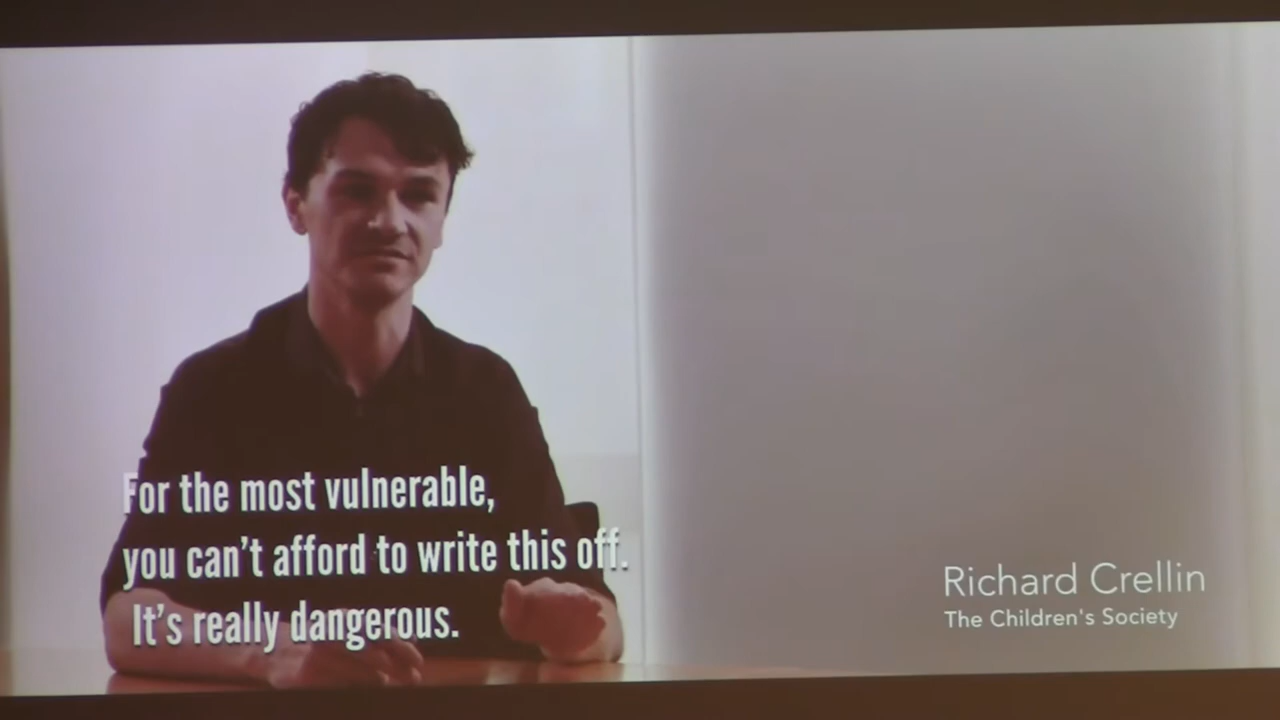 For the most vulnerable,
you can't afford to write this off.
It's really dangerous.
Richard Crellin
The Children's Society